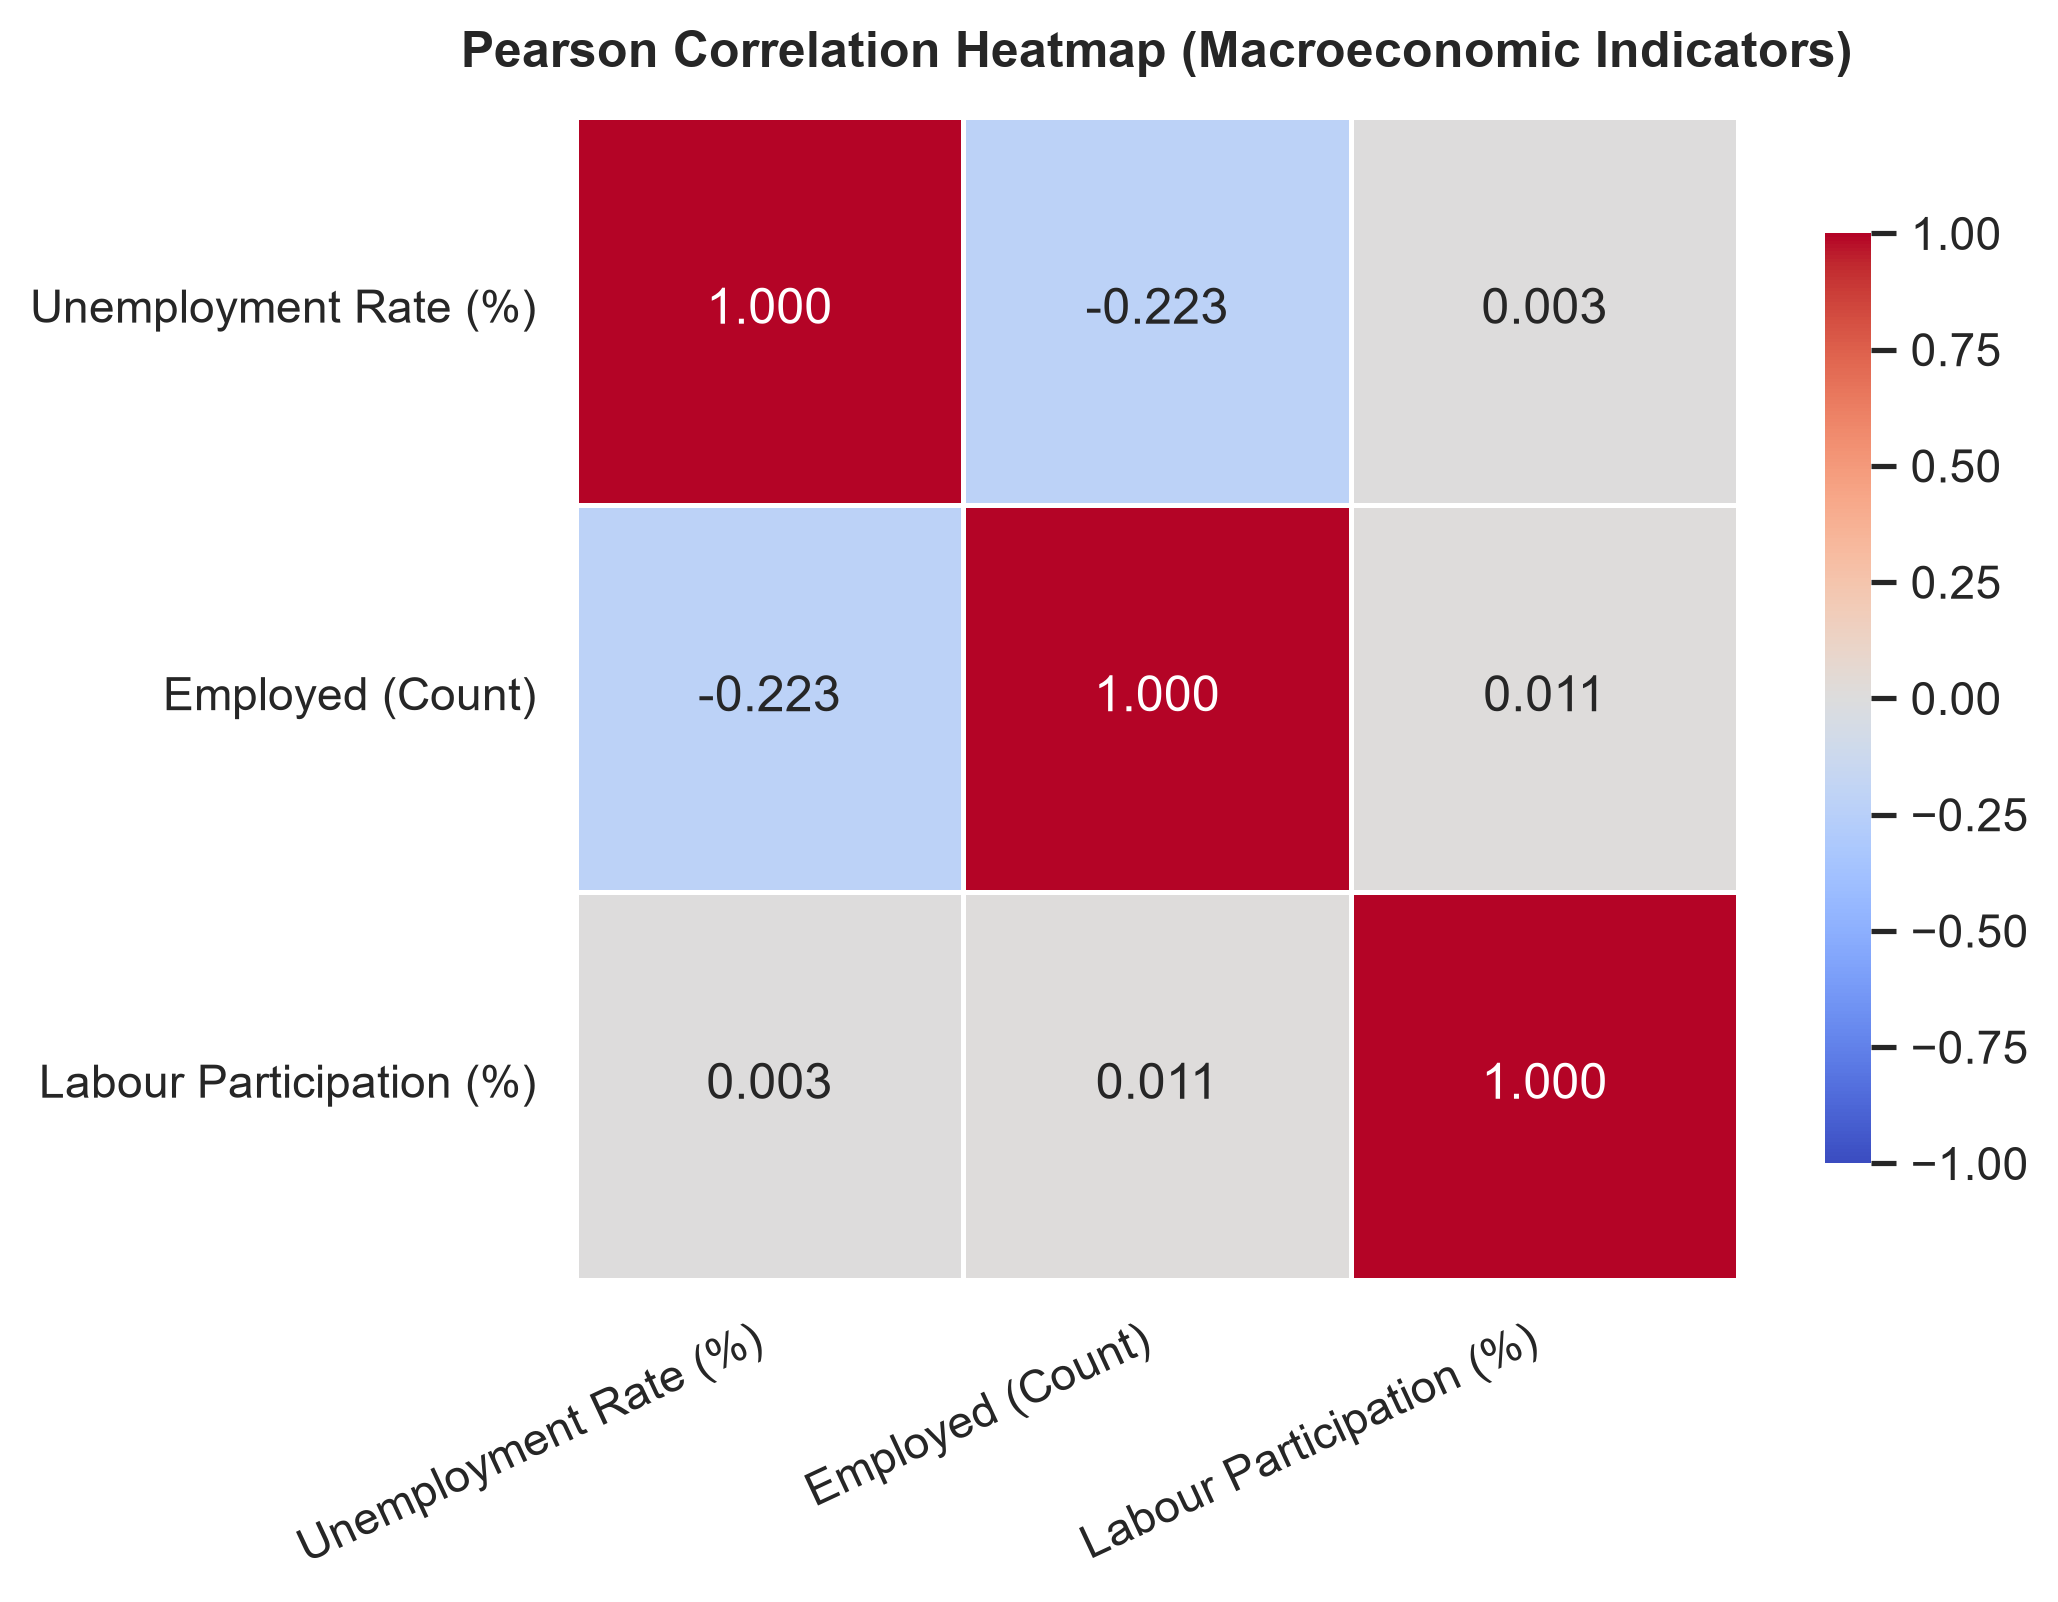 Pearson Correlation Heatmap (Macroeconomic Indicators)
Unemployment Rate (%)
1.000
-0.223
0.003
Employed (Count)
-0.223
1.000
0.011
Labour Participation (%)
0.003
0.011
1.000
Unemployment Rate (%)
Employed (Count)
Labour Participation (%)
1.00
0.75
0.50
0.25
0.00
−0.25
−0.50
−0.75
−1.00